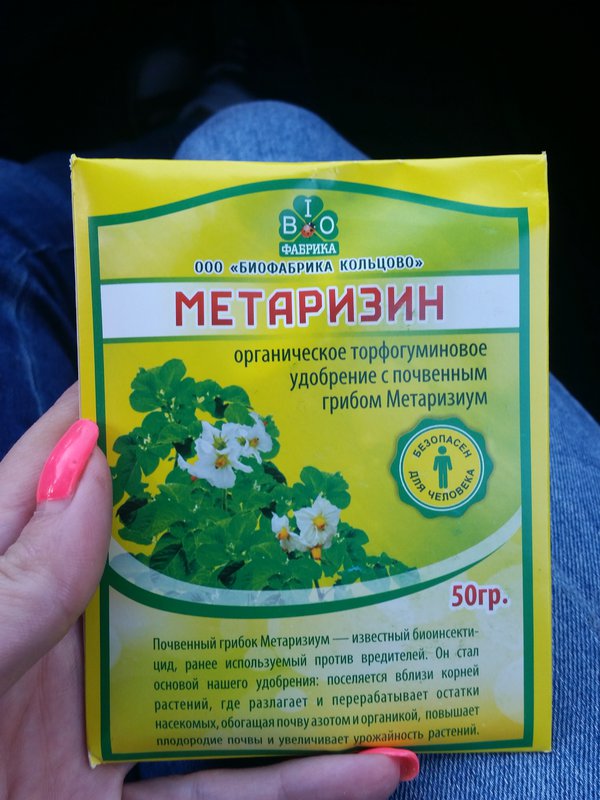 BIO
ФАБРИКА
ООО «БИОФАБРИКА КОЛЬЦОВО»
МЕТАРИЗИН
органическое торфогуминовое
удобрение с почвенным
грибом Метаризиум
БЕЗОПАСЕН
ДЛЯ ЧЕЛОВЕКА
50гр.
Почвенный грибок Метаризиум — известный биоинсекти-
цид, ранее используемый против вредителей. Он стал
основой нашего удобрения: поселяется вблизи корней
растений, где разлагает и перерабатывает остатки
насекомых, обогащая почву азотом и органикой, повышает
плодородие почвы и увеличивает урожайность растений.